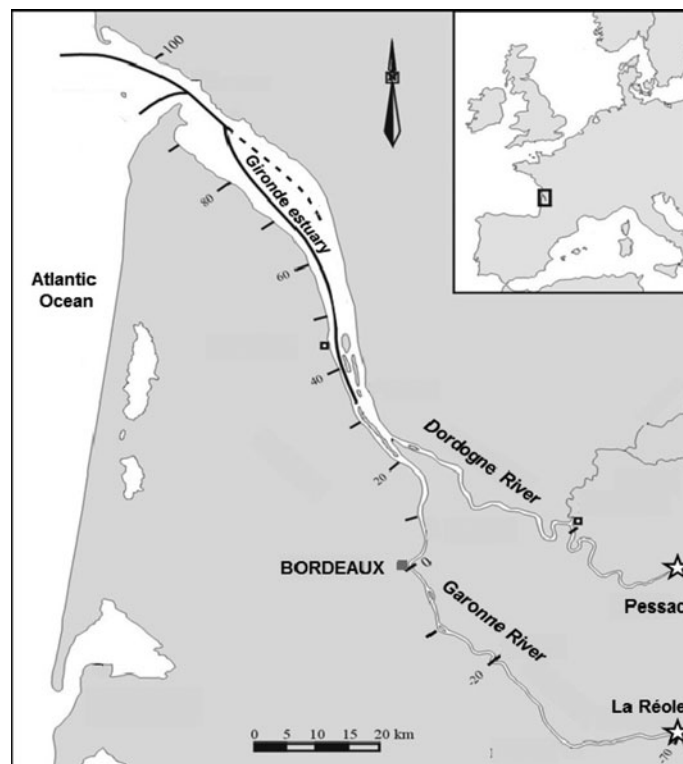 100
Gironde estuary
80
Atlantic
Ocean
60
40
Dordogne River
20
BORDEAUX
0
Pessac
Garonne River
-20
La Réole
-70
0 5 10 15 20 km